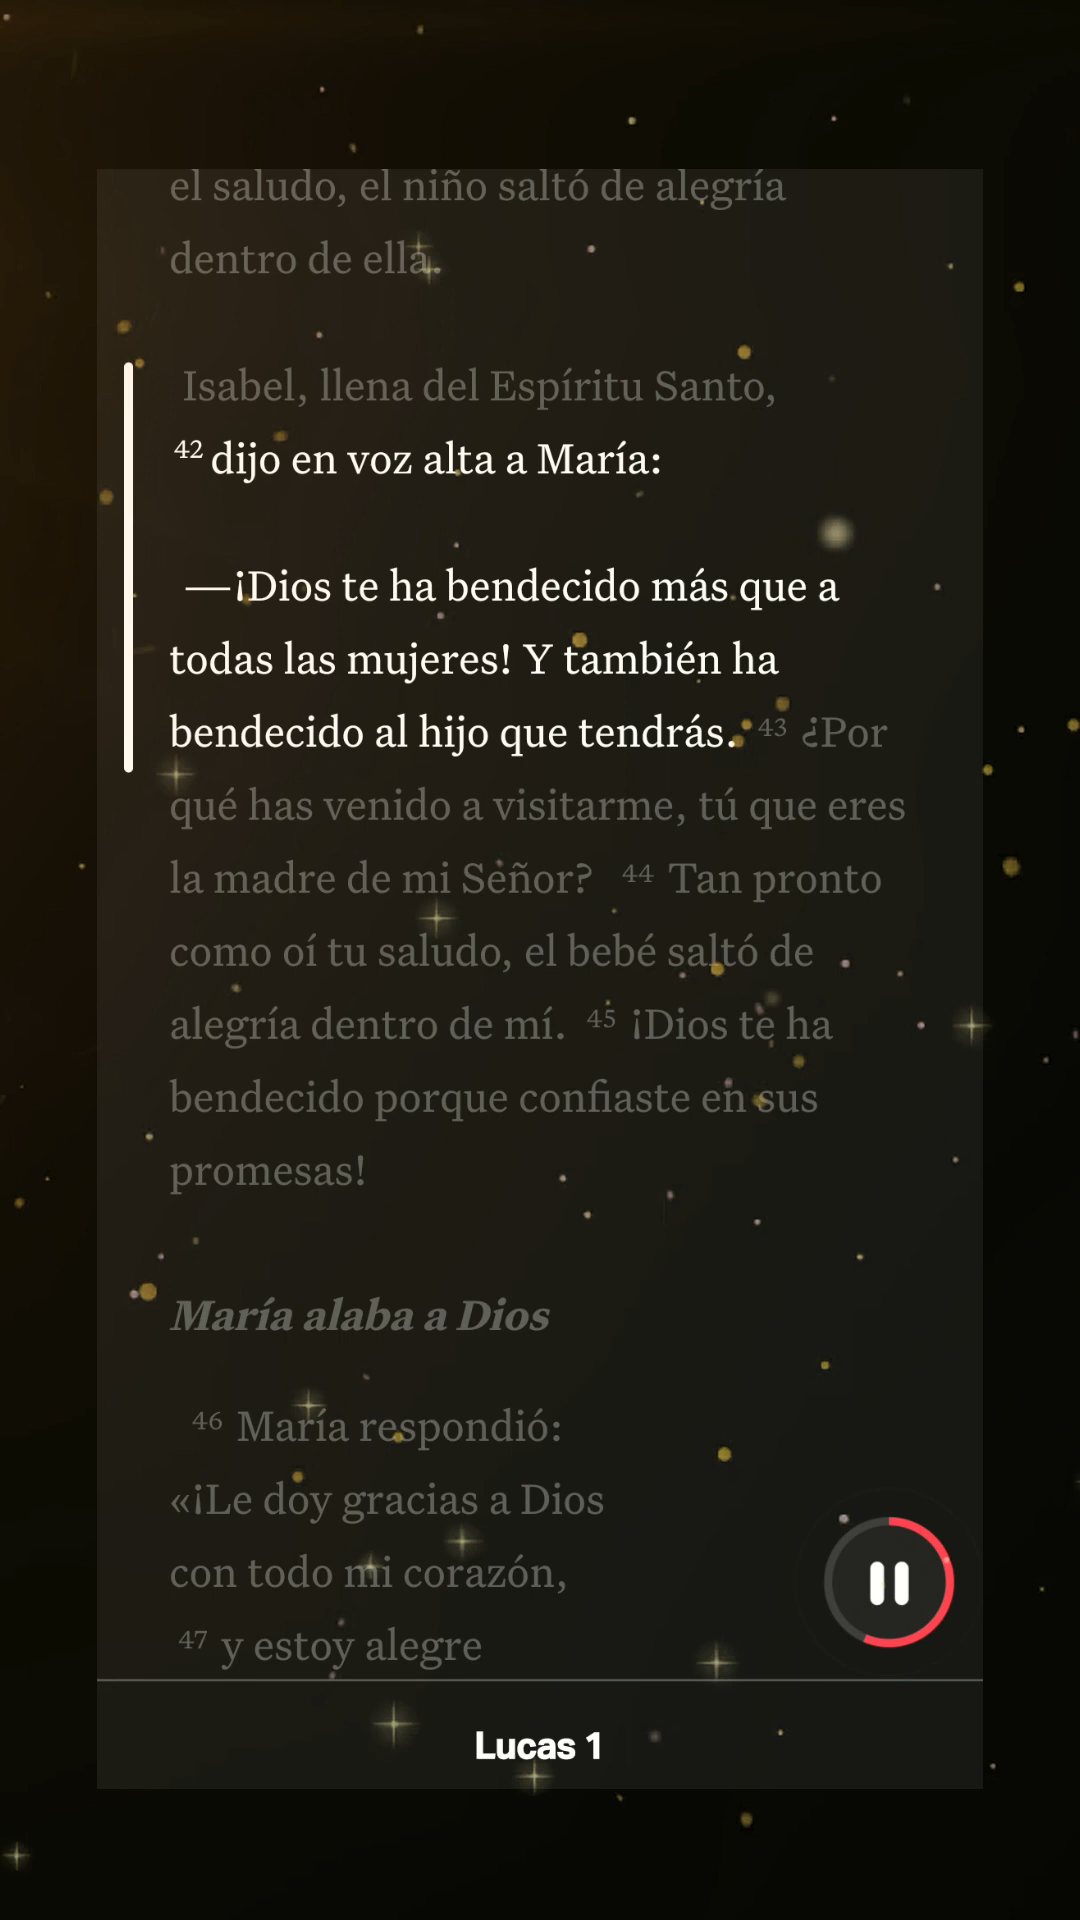 el saludo, el niño saltó de alegría
dentro de ella.
Isabel, llena del Espíritu Santo,
42 dijo en voz alta a María:
—¡Dios te ha bendecido más que a
todas las mujeres! Y también ha
bendecido al hijo que tendrás. 43 ¿Por
qué has venido a visitarme, tú que eres
la madre de mi Señor? 44 Tan pronto
como oí tu saludo, el bebé saltó de
alegría dentro de mí. 45 ¡Dios te ha
bendecido porque confiaste en sus
promesas!
María alaba a Dios
46 María respondió:
«¡Le doy gracias a Dios
con todo mi corazón,
47 y estoy alegre
Lucas 1